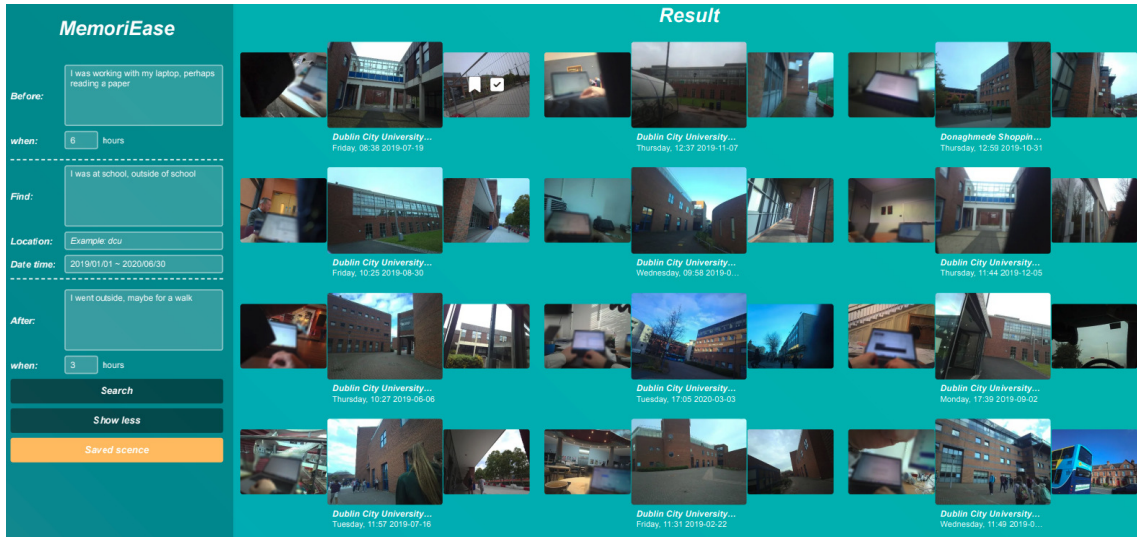 MemoriEase
Before:
I was working with my laptop, perhaps
reading a paper
when:
6
hours
Find:
I was at school, outside of school
Location:
Example: dcu
Date time:
2019/01/01 ~ 2020/06/30
After:
I went outside, maybe for a walk
when:
3
hours
Search
Show less
Saved scence
Result
Dublin City University...
Friday, 08:38 2019-07-19
Dublin City University...
Thursday, 12:37 2019-11-07
Donaghmede Shoppin...
Thursday, 12:59 2019-10-31
Dublin City University...
Friday, 10:25 2019-08-30
Dublin City University...
Wednesday, 09:58 2019-0...
Dublin City University...
Thursday, 11:44 2019-12-05
Dublin City University...
Thursday, 10:27 2019-06-06
Dublin City University...
Tuesday, 17:05 2020-03-03
Dublin City University...
Monday, 17:39 2019-09-02
Dublin City University...
Tuesday, 11:57 2019-07-16
Dublin City University...
Friday, 11:31 2019-02-22
Dublin City University...
Wednesday, 11:49 2019-0...